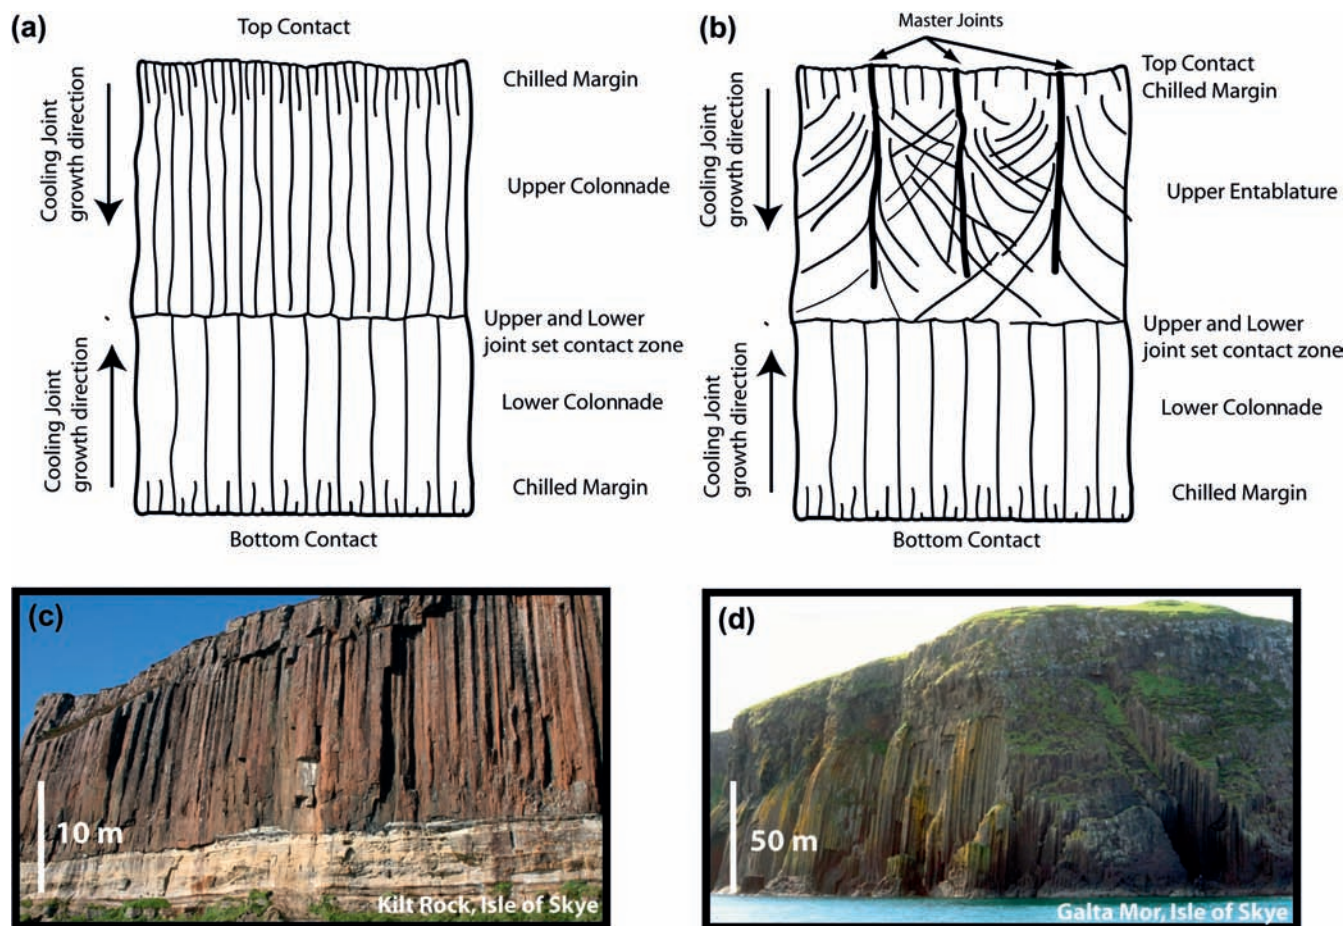 (a)
Top Contact
Chilled Margin
Cooling Joint
growth direction
Upper Colonnade
Upper and Lower
joint set contact zone
Cooling Joint
growth direction
Lower Colonnade
Chilled Margin
Bottom Contact
(b)
Master Joints
Top Contact
Chilled Margin
Cooling Joint
growth direction
Upper Entablature
Upper and Lower
joint set contact zone
Cooling Joint
growth direction
Lower Colonnade
Chilled Margin
Bottom Contact
(c)
10 m
Kilt Rock, Isle of Skye
(d)
50 m
Galta Mor, Isle of Skye